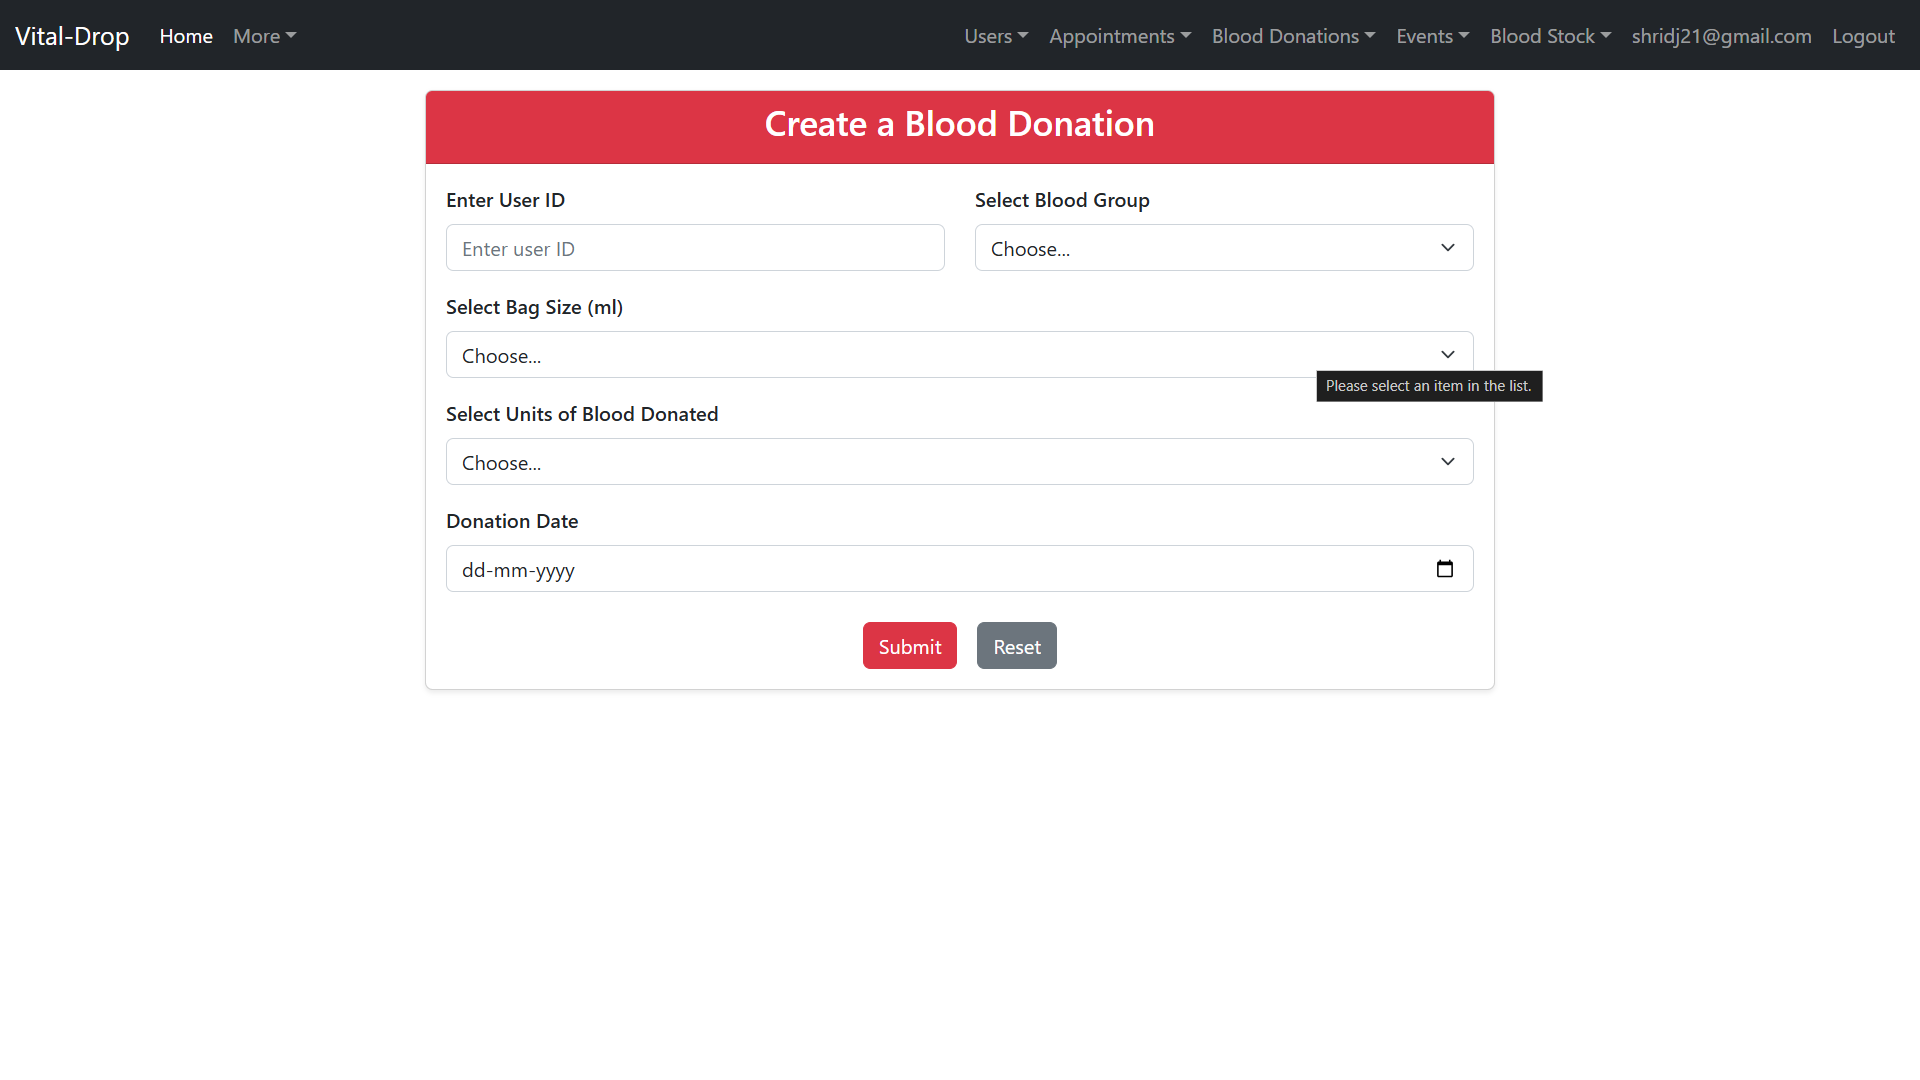 Vital-Drop Home More Users Appointments Blood Donations Events Blood Stock shridj21@gmail.com Logout
Create a Blood Donation
Enter User ID Select Blood Group
Enter user ID Choose...
Select Bag Size (ml)
Choose...
Please select an item in the list.
Select Units of Blood Donated
Choose...
Donation Date
dd-mm-yyyy
Submit Reset